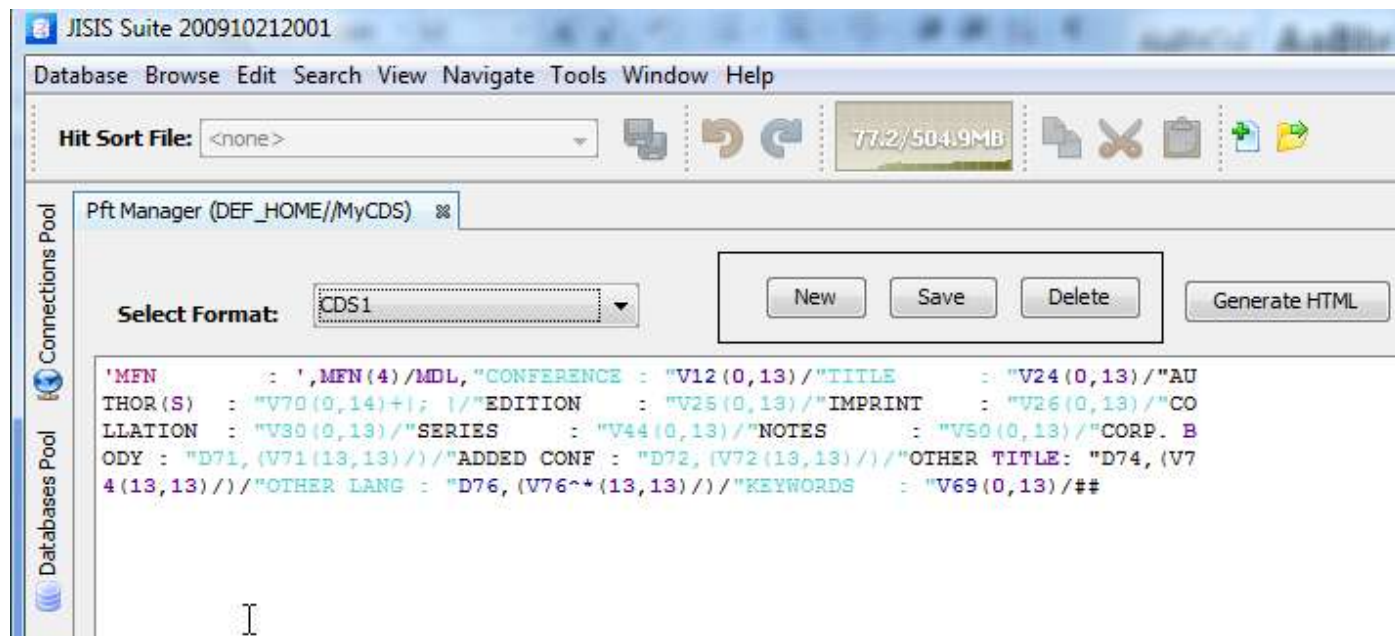 JISIS Suite 200910212001
Database Browse Edit Search View Navigate Tools Window Help
Hit Sort File: <none> 77.2/504.9MB
Connections Pool
Databases Pool
Pft Manager (DEF_HOME//MyCDS)
Select Format: CDS1 New Save Delete Generate HTML
'MFN : ',MFN(4)/MDL,"CONFERENCE : "V12(0,13)/"TITLE : "V24(0,13)/"AU
THOR(S) : "V70(0,14)+|; |/"EDITION : "V25(0,13)/"IMPRINT : "V26(0,13)/"CO
LLATION : "V30(0,13)/"SERIES : "V44(0,13)/"NOTES : "V50(0,13)/"CORP. B
ODY : "D71,(V71(13,13)/)/"ADDED CONF : "D72,(V72(13,13)/)/"OTHER TITLE: "D74,(V7
4(13,13)/)/"OTHER LANG : "D76,(V76^*(13,13)/)/"KEYWORDS : "V69(0,13)/##